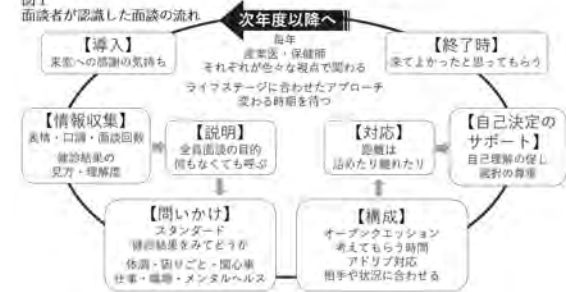 図1
面談者が認識した面談の流れ
次年度以降へ
毎年
産業医・保健師
それぞれが色々な視点で関わる
ライフステージに合わせたアプローチ
変わる時期を待つ
【導入】
来室への感謝の気持ち
【情報収集】
表情・口調・面談回数
健診結果の
見方・理解度
【説明】
全員面談の目的
何もなくても呼ぶ
【問いかけ】
スタンダード
健診結果をみてどうか
体調・困りごと・関心事
仕事・職場・メンタルヘルス
【構成】
オープンクエッション
考えてもらう時間
アドリブ対応
相手や状況に合わせる
【対応】
距離は
詰めたり離れたり
【自己決定の
サポート】
自己理解の促し
選択の尊重
【終了時】
来てよかったと思ってもらう